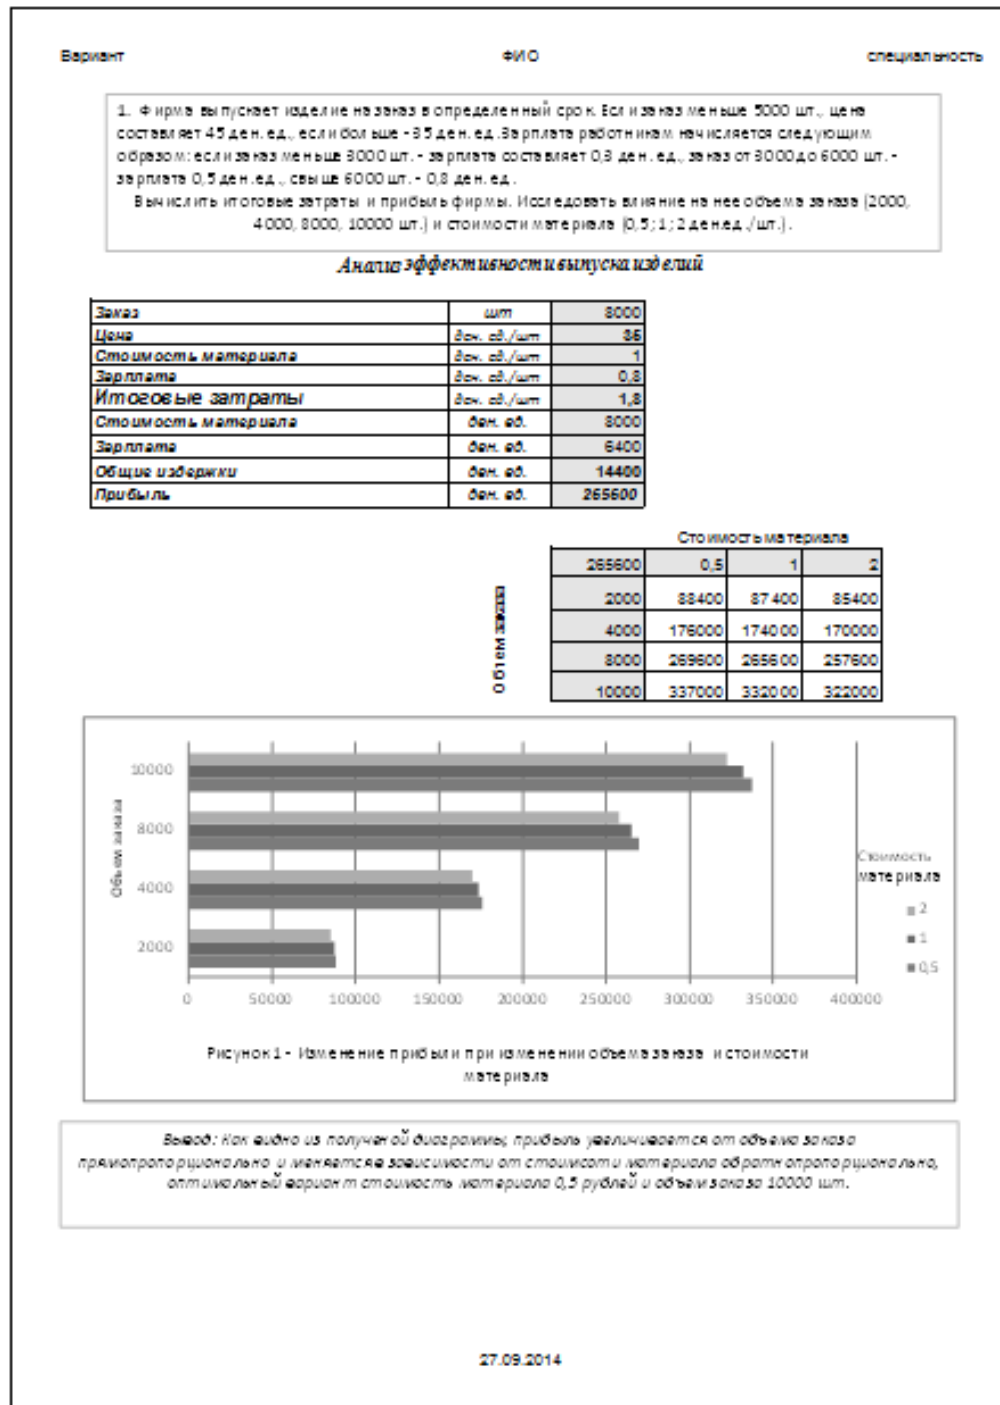 Вариант ФИО специальность
1. Фирма выпускает изделие на заказ в определенный срок. Если заказ меньше 5000 шт., цена
составляет 45 ден. ед., если больше - 35 ден. ед. Зарплата работникам начисляется следующим
образом: если заказ меньше 3000 шт. - зарплата составляет 0,3 ден. ед., заказ от 3000 до 6000 шт. -
зарплата 0,5 ден. ед., свыше 6000 шт. - 0,8 ден. ед.
Вычислить итоговые затраты и прибыль фирмы. Исследовать влияние на нее объема заказа (2000,
4000, 8000, 10000 шт.) и стоимости материала (0,5; 1; 2 ден.ед./шт.).
Анализ эффективности выпуска изделий
Заказ шт 8000
Цена ден. ед./шт 35
Стоимость материала ден. ед./шт 1
Зарплата ден. ед./шт 0,8
Итоговые затраты ден. ед./шт 1,8
Стоимость материала ден. ед. 8000
Зарплата ден. ед. 6400
Общие издержки ден. ед. 14400
Прибыль ден. ед. 265600
Стоимость материала
Объем заказа
265600 0,5 1 2
2000 88400 87400 85400
4000 176000 174000 170000
8000 269600 265600 257600
10000 337000 332000 322000
Объем заказа
10000
8000
4000
2000
0 50000 100000 150000 200000 250000 300000 350000 400000
Стоимость
материала
2
1
0,5
Рисунок 1 - Изменение прибыли при изменении объема заказа и стоимости
материала
Вывод: Как видно из полученой диаграммы, прибыль увеличивается от объема заказа
прямопропорционально и меняется в зависимости от стоимсоти материала обратнопропорционально,
оптимальный вариант стоимость материала 0,5 рублей и объем заказа 10000 шт.
27.09.2014